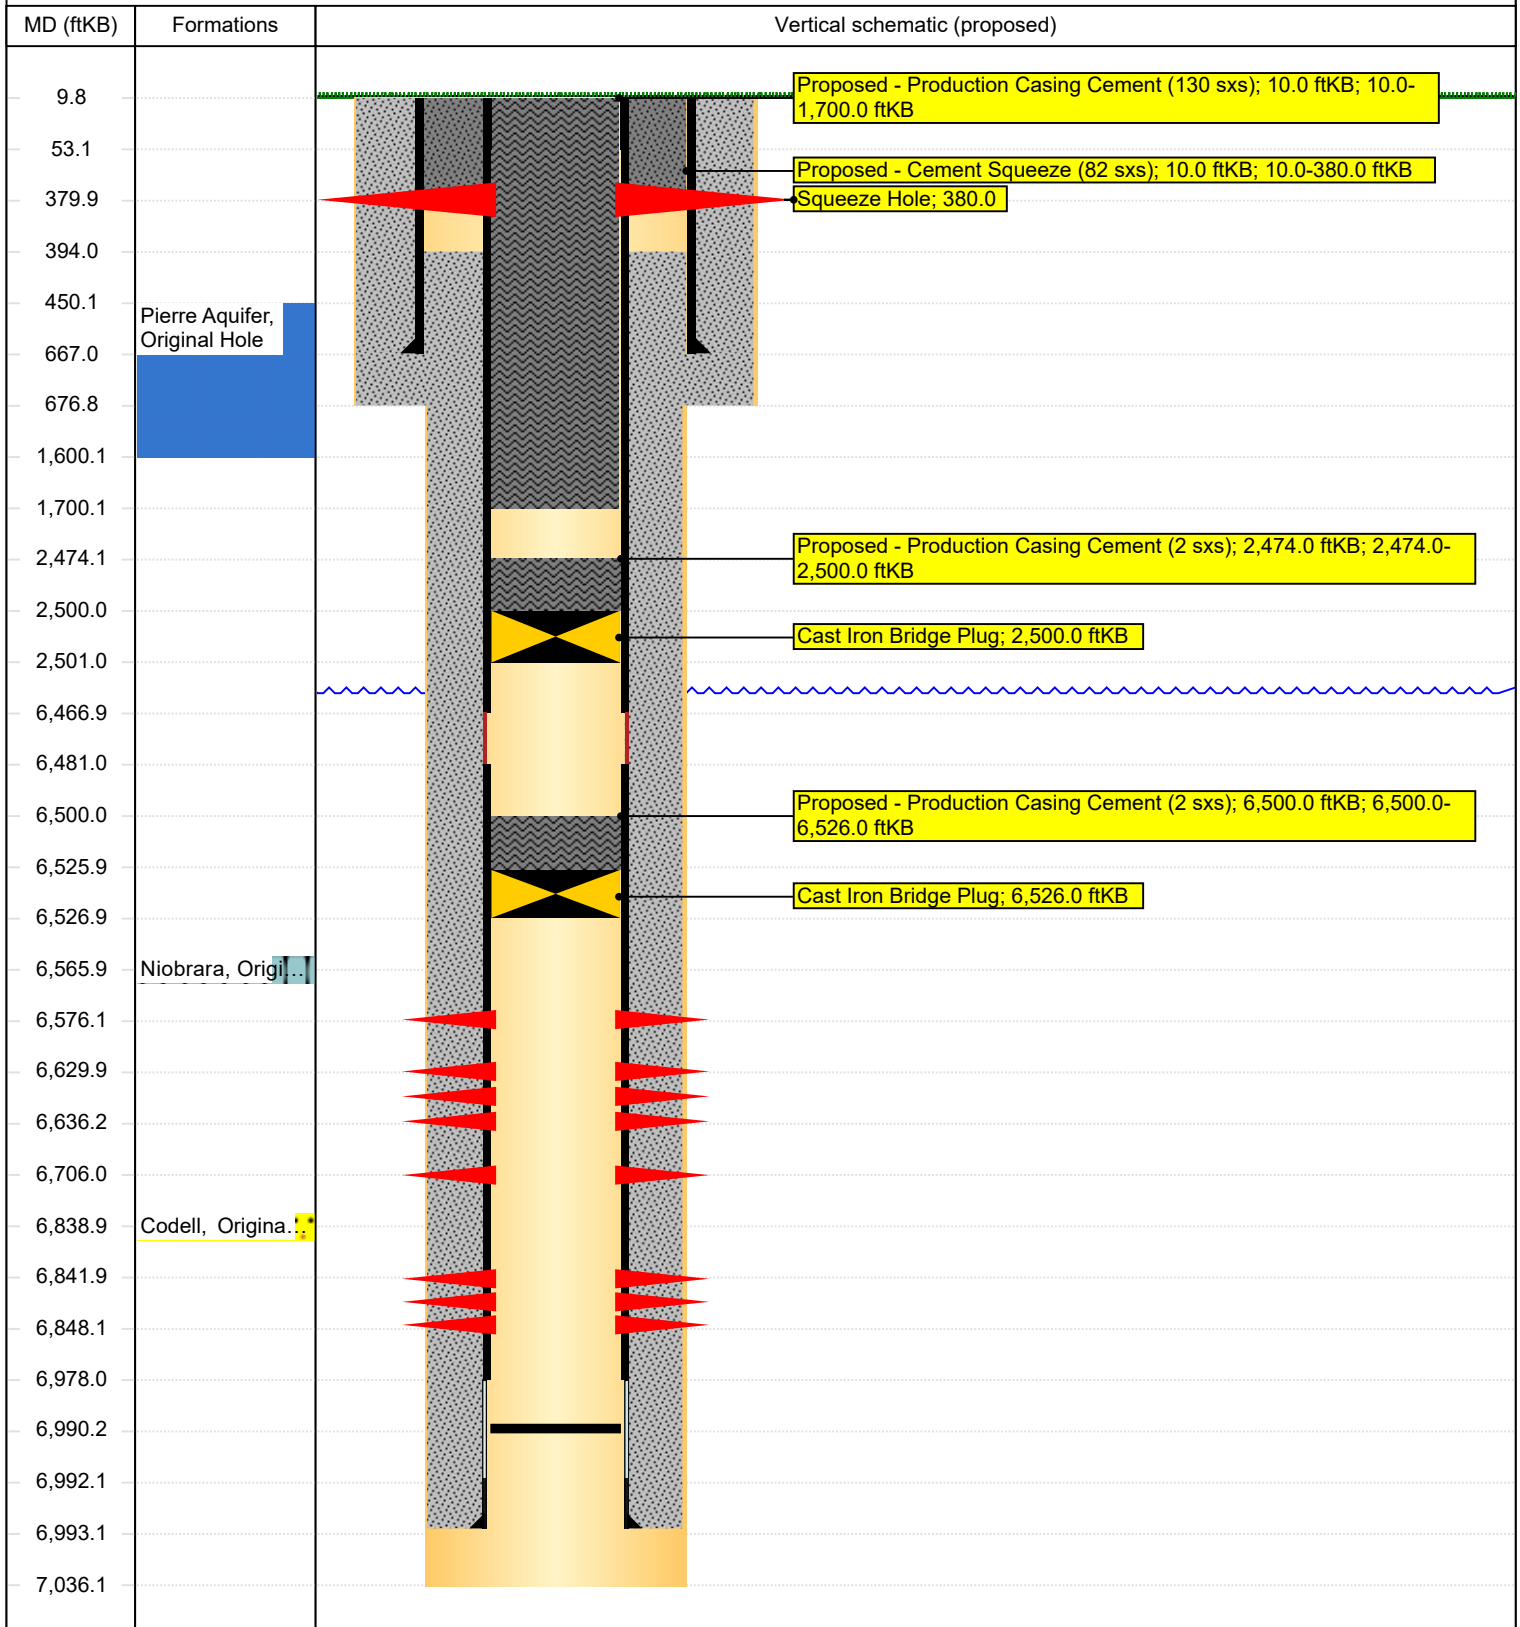 MD (ftKB)
Formations
Vertical schematic (proposed)
9.8
Proposed - Production Casing Cement (130 sxs); 10.0 ftKB; 10.0-
1,700.0 ftKB
53.1
Proposed - Cement Squeeze (82 sxs); 10.0 ftKB; 10.0-380.0 ftKB
379.9
Squeeze Hole; 380.0
394.0
450.1
Pierre Aquifer,
Original Hole
667.0
676.8
1,600.1
1,700.1
Proposed - Production Casing Cement (2 sxs); 2,474.0 ftKB; 2,474.0-
2,500.0 ftKB
2,474.1
2,500.0
Cast Iron Bridge Plug; 2,500.0 ftKB
2,501.0
6,466.9
6,481.0
Proposed - Production Casing Cement (2 sxs); 6,500.0 ftKB; 6,500.0-
6,526.0 ftKB
6,500.0
6,525.9
Cast Iron Bridge Plug; 6,526.0 ftKB
6,526.9
6,565.9
Niobrara, Origi...
6,576.1
6,629.9
6,636.2
6,706.0
6,838.9
Codell, Origina...
6,841.9
6,848.1
6,978.0
6,990.2
6,992.1
6,993.1
7,036.1